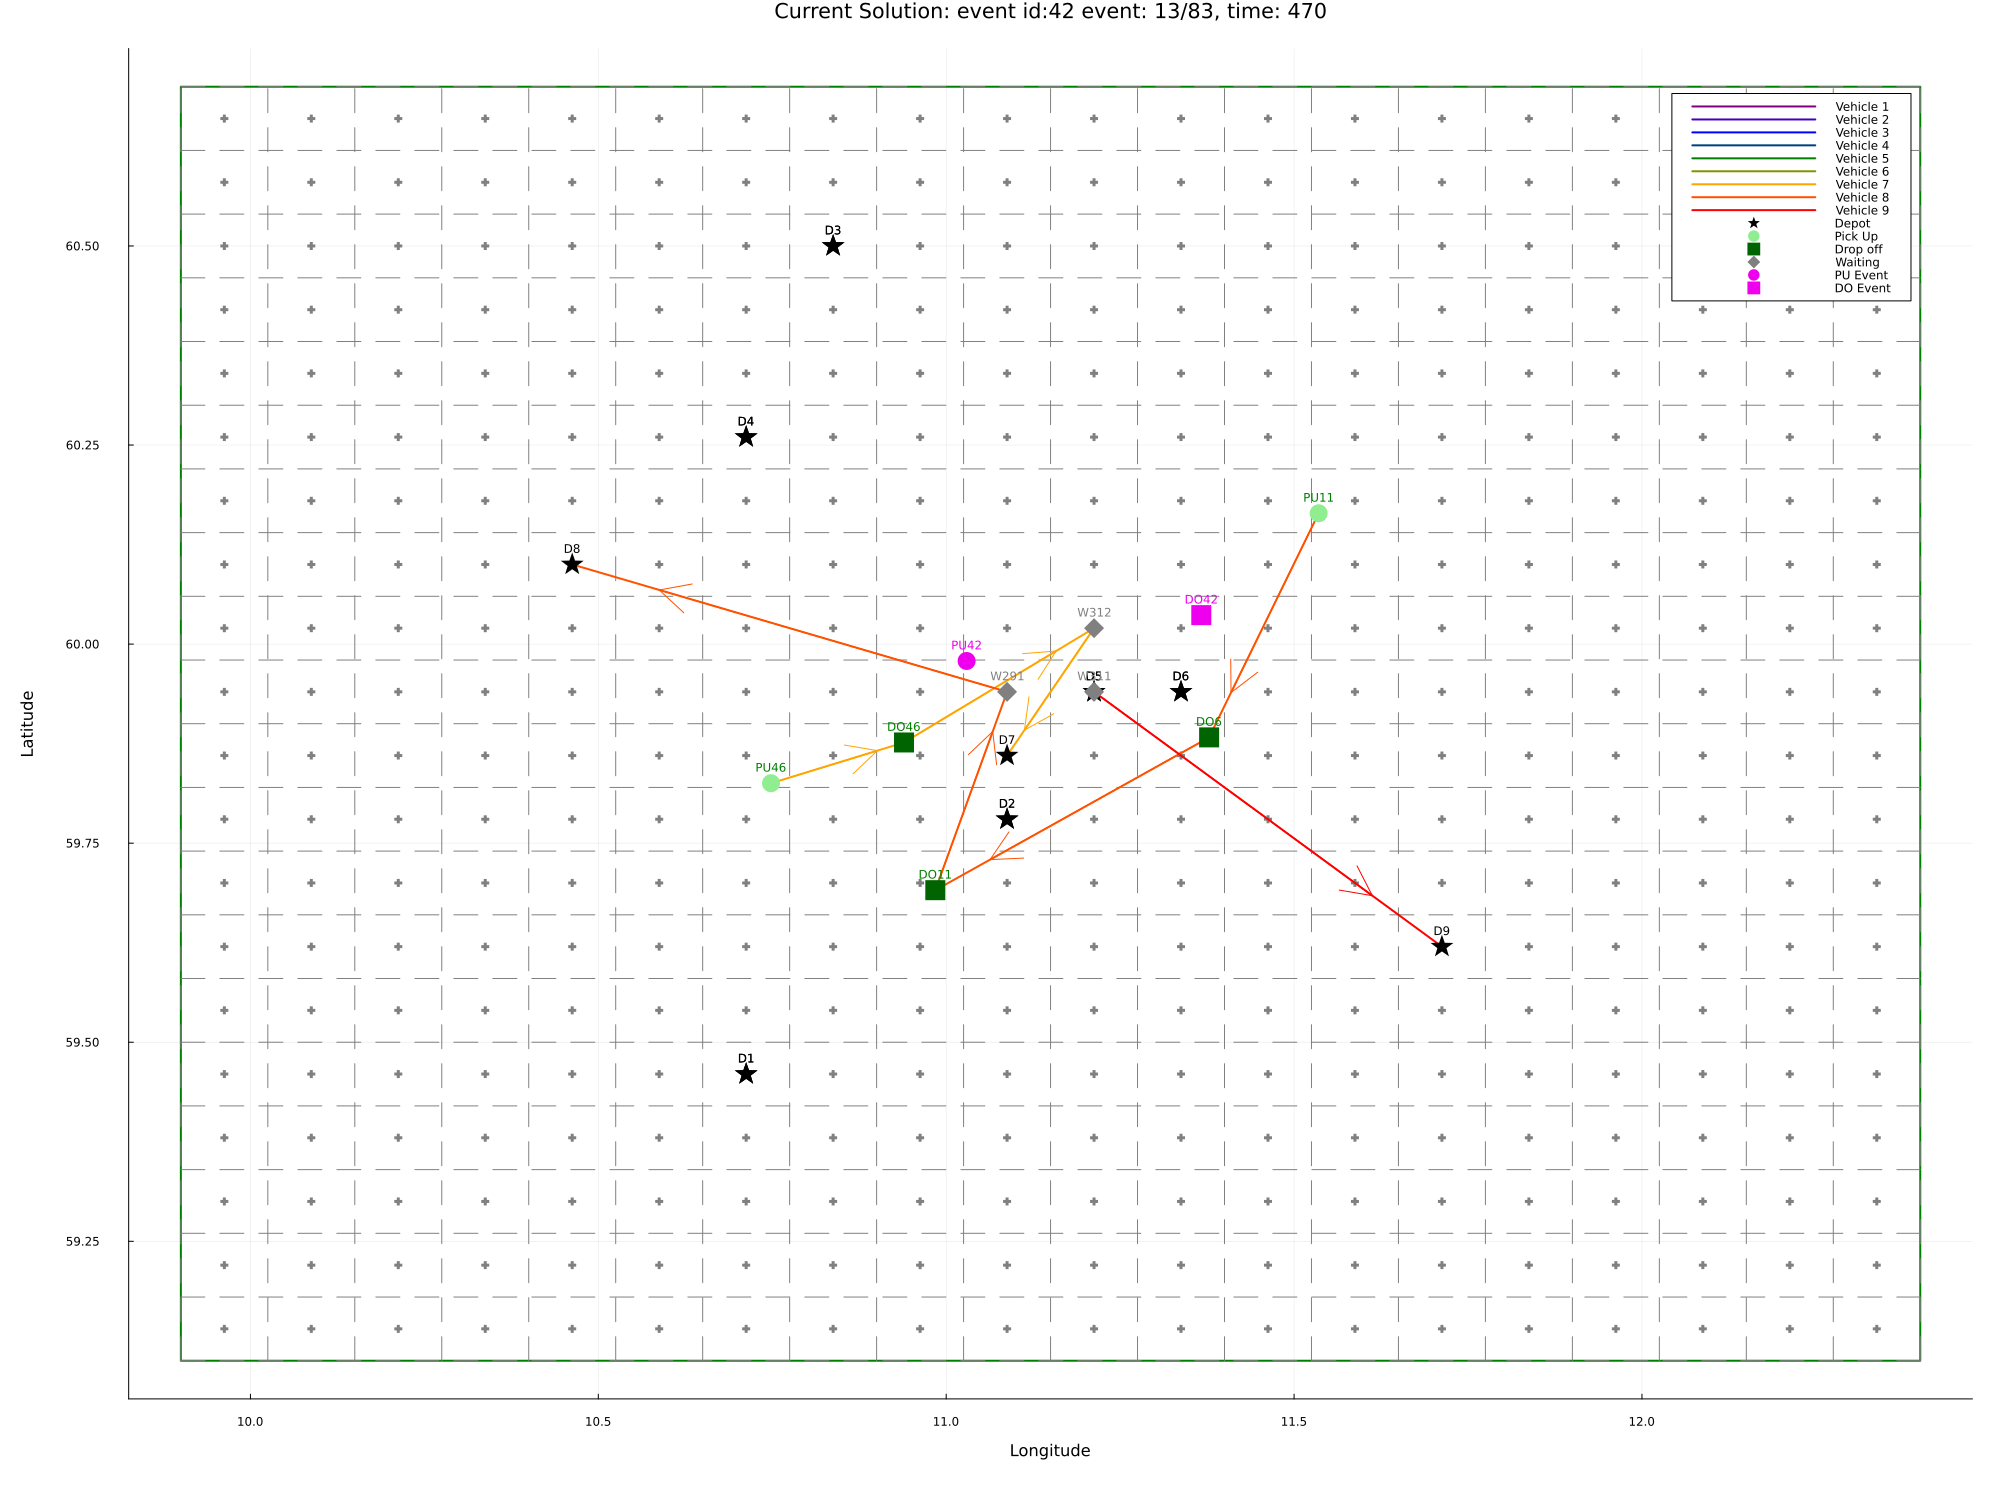 Current Solution: event id:42 event: 13/83, time: 470
Vehicle 1
Vehicle 2
Vehicle 3
Vehicle 4
Vehicle 5
Vehicle 6
Vehicle 7
Vehicle 8
Vehicle 9
Depot
Pick Up
Drop off
Waiting
PU Event
DO Event
D3
60.50
D4
60.25
PU11
D8
DO42
W312
PU42
60.00
W291
D5
D6
DO6
DO46
D7
PU46
D2
59.75
DO11
D9
59.50
D1
59.25
Latitude
10.0
10.5
11.0
11.5
12.0
Longitude